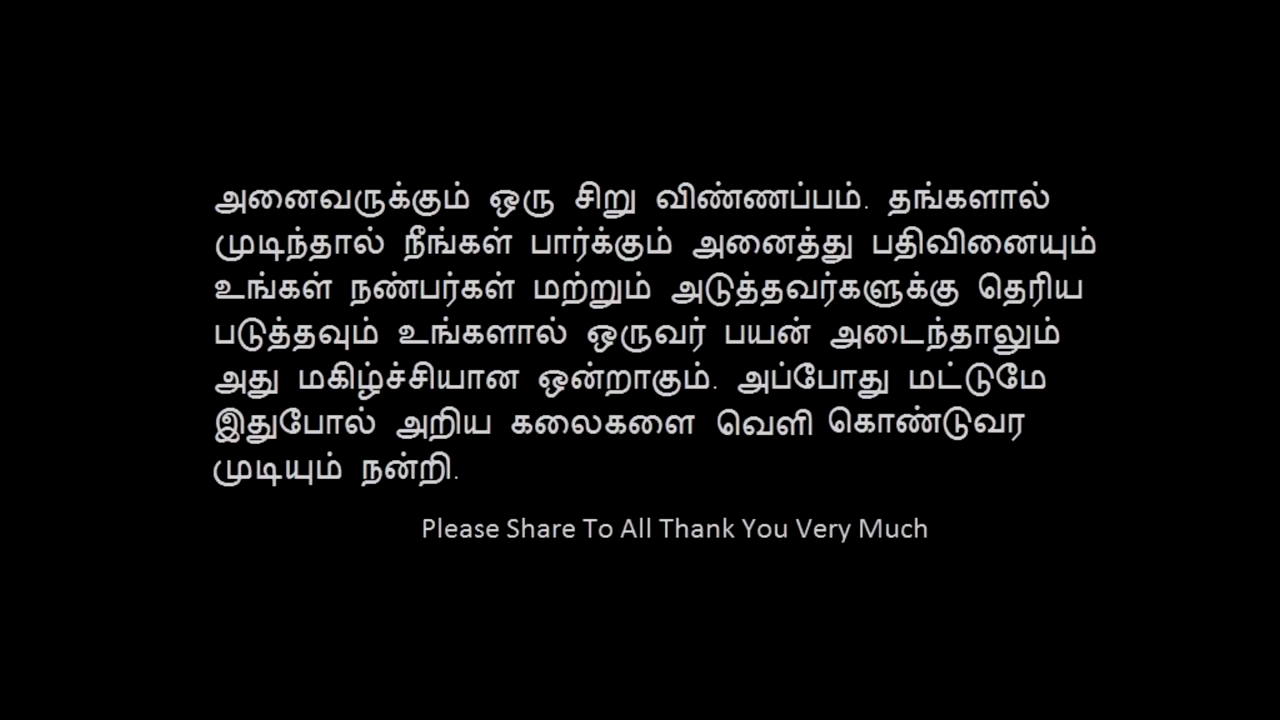 அனைவருக்கும் ஒரு சிறு விண்ணப்பம். தங்களால்
முடிந்தால் நீங்கள் பார்க்கும் அனைத்து பதிவினையும்
உங்கள் நண்பர்கள் மற்றும் அடுத்தவர்களுக்கு தெரிய
படுத்தவும் உங்களால் ஒருவர் பயன் அடைந்தாலும்
அது மகிழ்ச்சியான ஒன்றாகும். அப்போது மட்டுமே
இதுபோல் அறிய கலைகளை வெளி கொண்டுவர
முடியும் நன்றி.
Please Share To All Thank You Very Much